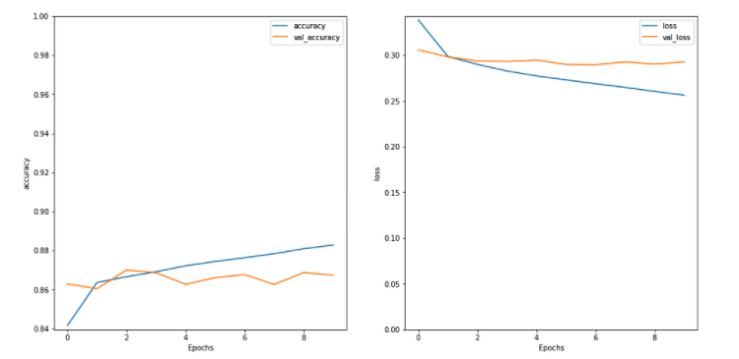 1.00
0.98
0.96
0.94
0.92
0.90
0.88
0.86
0.84
accuracy
0 2 4 6 8
Epochs
accuracy
val_accuracy
0.30
0.25
0.20
0.15
0.10
0.05
0.00
loss
0 2 4 6 8
Epochs
loss
val_loss